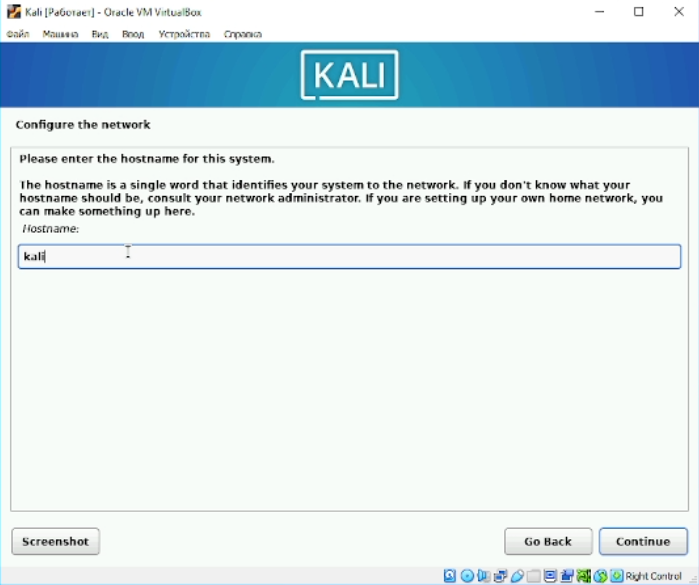 Kali [Работает] - Oracle VM VirtualBox
Файл Машина Вид Ввод Устройства Справка
KALI
Configure the network
Please enter the hostname for this system.
The hostname is a single word that identifies your system to the network. If you don't know what your
hostname should be, consult your network administrator. If you are setting up your own home network, you
can make something up here.
Hostname:
kali
Screenshot Go Back Continue
Right Control